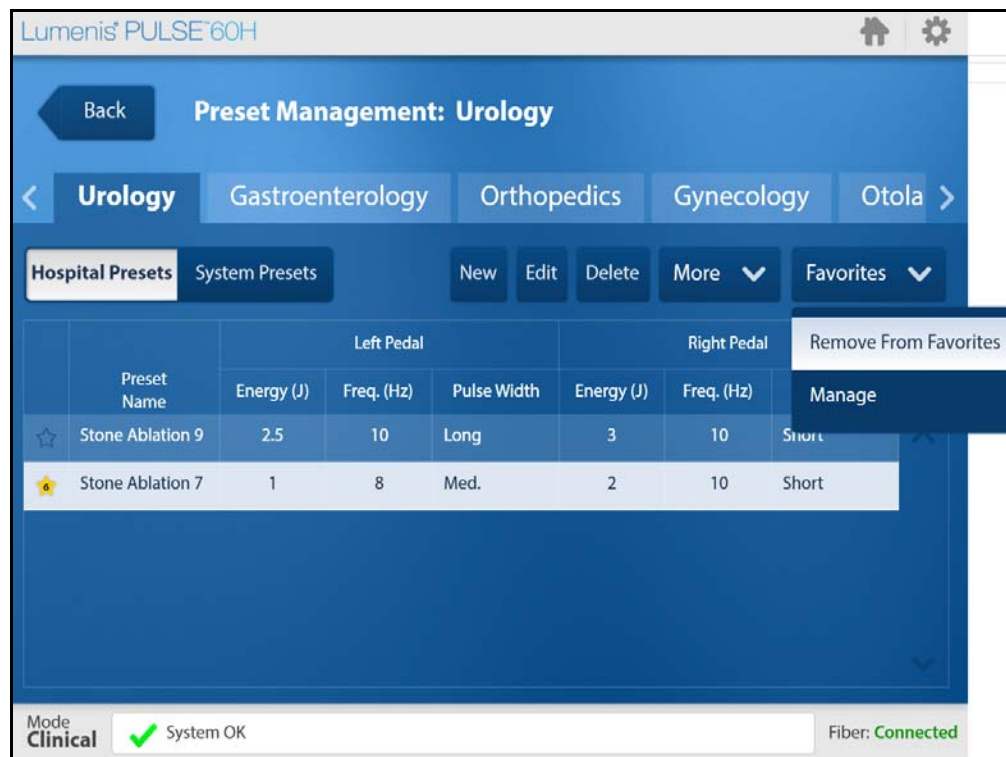 Lumenis® PULSE™ 60H
Back
Preset Management: Urology
Urology Gastroenterology Orthopedics Gynecology Otola
Hospital Presets System Presets New Edit Delete More Favorites
Remove From Favorites
Manage
Left Pedal Right Pedal
Preset Name Energy (J) Freq. (Hz) Pulse Width Energy (J) Freq. (Hz)
Stone Ablation 9 2.5 10 Long 3 10 Short
6 Stone Ablation 7 1 8 Med. 2 10 Short
Mode
Clinical System OK Fiber: Connected